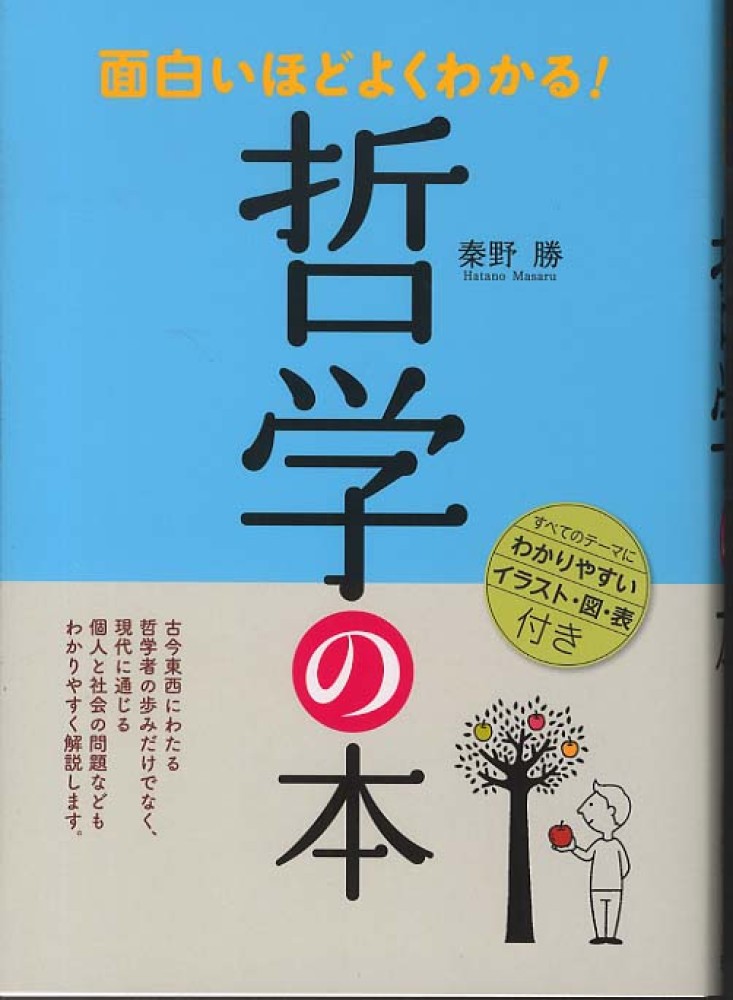 面白いほどよくわかる!
哲学の本
秦野 勝
Hatano Masaru
すべてのテーマに
わかりやすい
イラスト・図・表
付き
古今東西にわたる
哲学者の歩みだけでなく、
現代に通じる
個人と社会の問題なども
わかりやすく解説します。